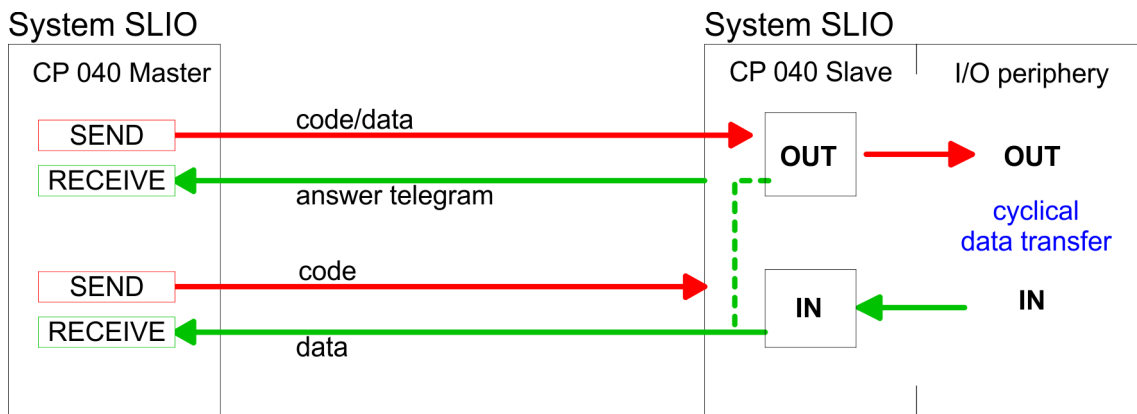 System SLIO
System SLIO
CP 040 Master
CP 040 Slave
I/O periphery
SEND
code/data
OUT
OUT
RECEIVE
answer telegram
cyclical
data transfer
SEND
code
IN
IN
RECEIVE
data